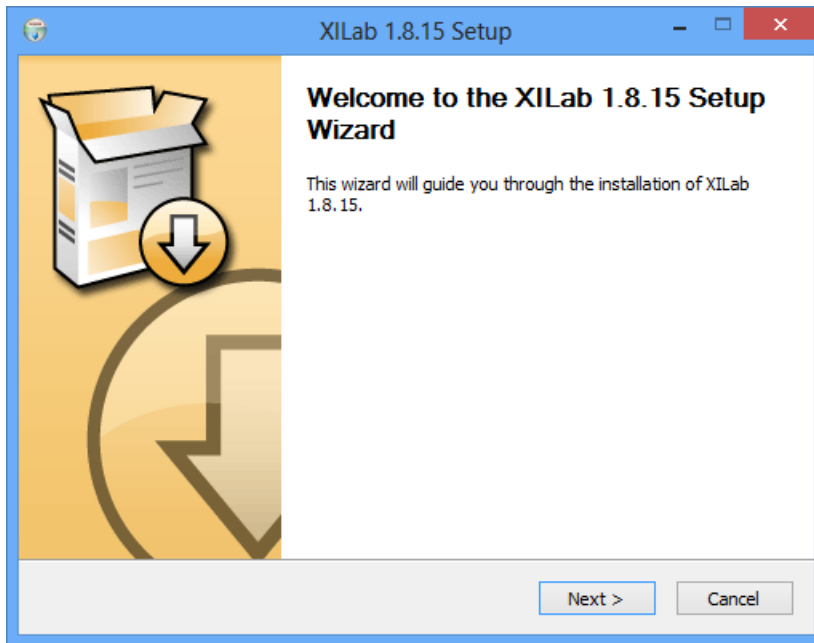 XILab 1.8.15 Setup
Welcome to the XILab 1.8.15 Setup
Wizard
This wizard will guide you through the installation of XILab
1.8.15.
Next >
Cancel